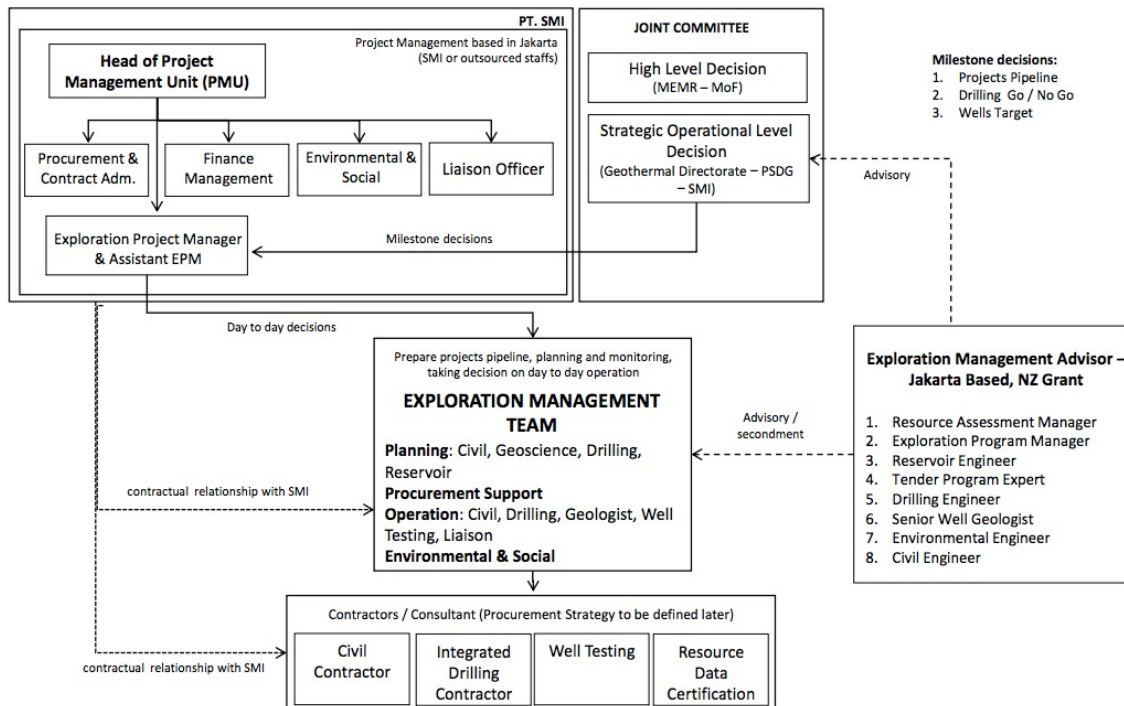 PT. SMI
Project Management based in Jakarta
(SMI or outsourced staffs)
Head of Project
Management Unit (PMU)
Procurement &
Contract Adm.
Finance
Management
Environmental &
Social
Liaison Officer
Exploration Project Manager
& Assistant EPM
JOINT COMMITTEE
High Level Decision
(MEMR – MoF)
Strategic Operational Level
Decision
(Geothermal Directorate – PSDG
– SMI)
Milestone decisions:
1. Projects Pipeline
2. Drilling Go / No Go
3. Wells Target
Advisory
Milestone decisions
Day to day decisions
Prepare projects pipeline, planning and monitoring,
taking decision on day to day operation
EXPLORATION MANAGEMENT
TEAM
Planning: Civil, Geoscience, Drilling,
Reservoir
Procurement Support
Operation: Civil, Drilling, Geologist, Well
Testing, Liaison
Environmental & Social
Advisory /
secondment
Exploration Management Advisor –
Jakarta Based, NZ Grant
1. Resource Assessment Manager
2. Exploration Program Manager
3. Reservoir Engineer
4. Tender Program Expert
5. Drilling Engineer
6. Senior Well Geologist
7. Environmental Engineer
8. Civil Engineer
contractual relationship with SMI
contractual relationship with SMI
Contractors / Consultant (Procurement Strategy to be defined later)
Civil
Contractor
Integrated
Drilling
Contractor
Well Testing
Resource
Data
Certification